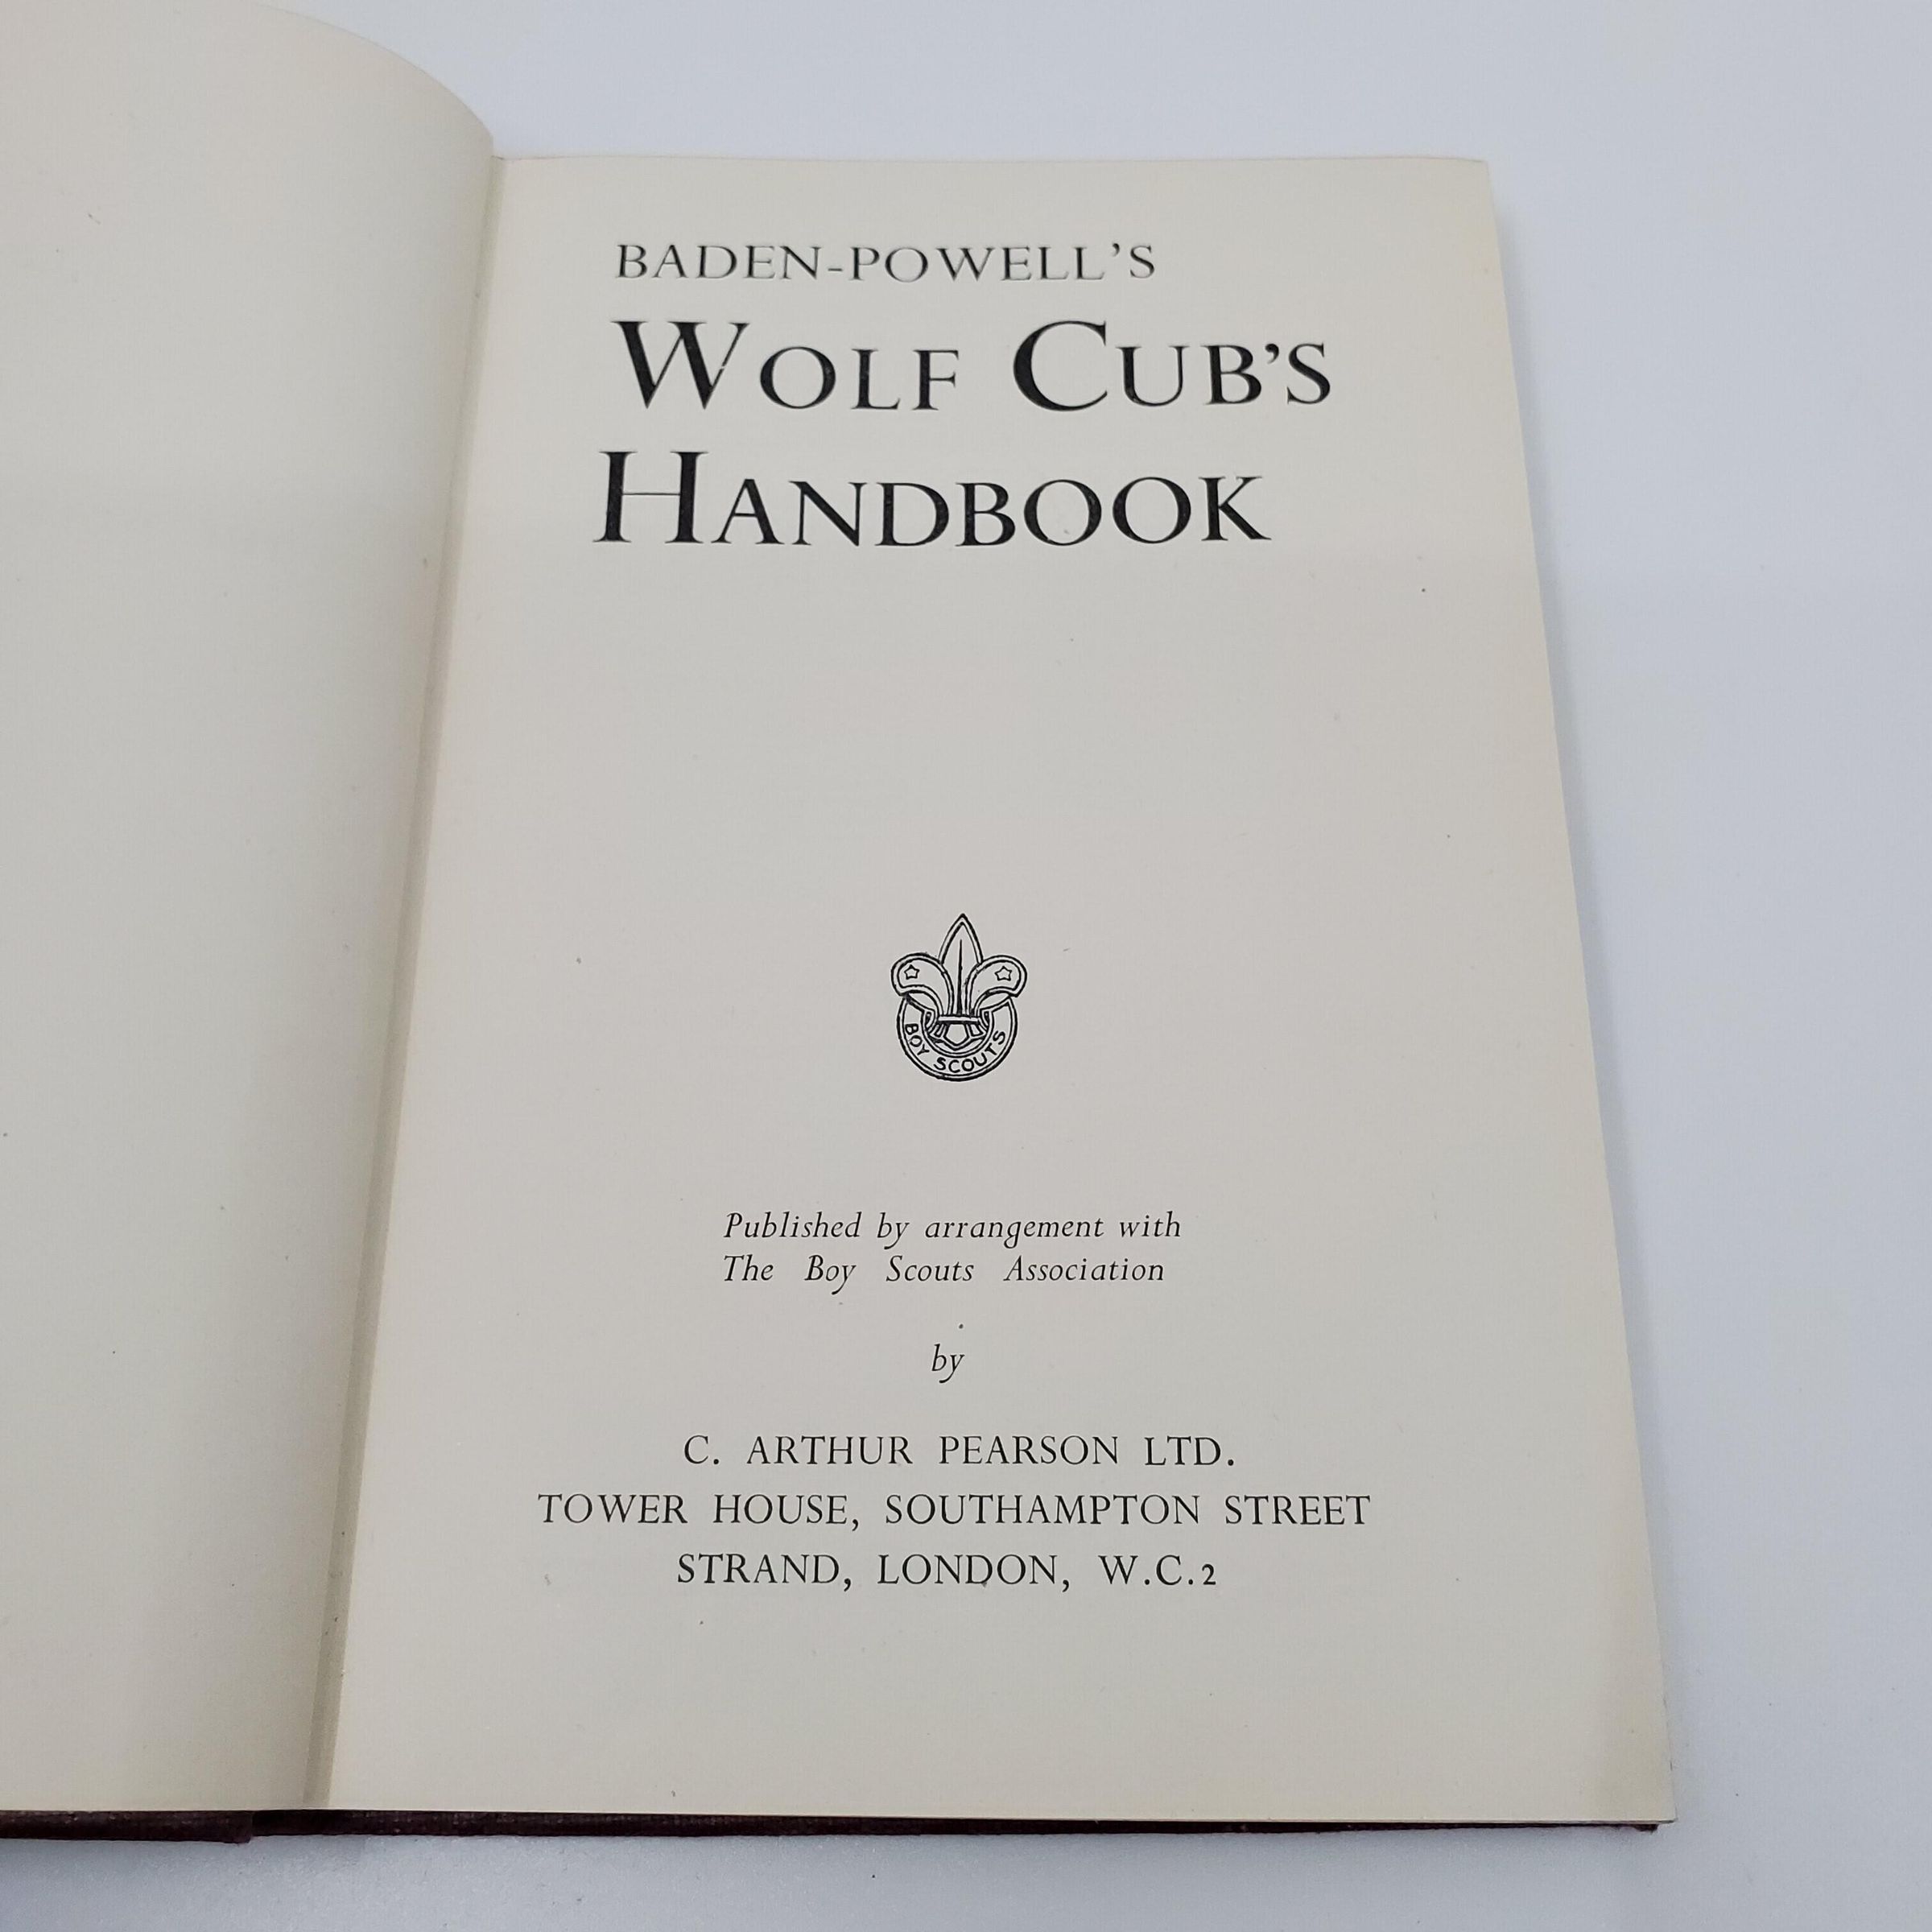 BADEN-POWELL'S
WOLF CUB'S
HANDBOOK
BOY SCOUTS
Published by arrangement with
The Boy Scouts Association
by
C. ARTHUR PEARSON LTD.
TOWER HOUSE, SOUTHAMPTON STREET
STRAND, LONDON, W.C.2